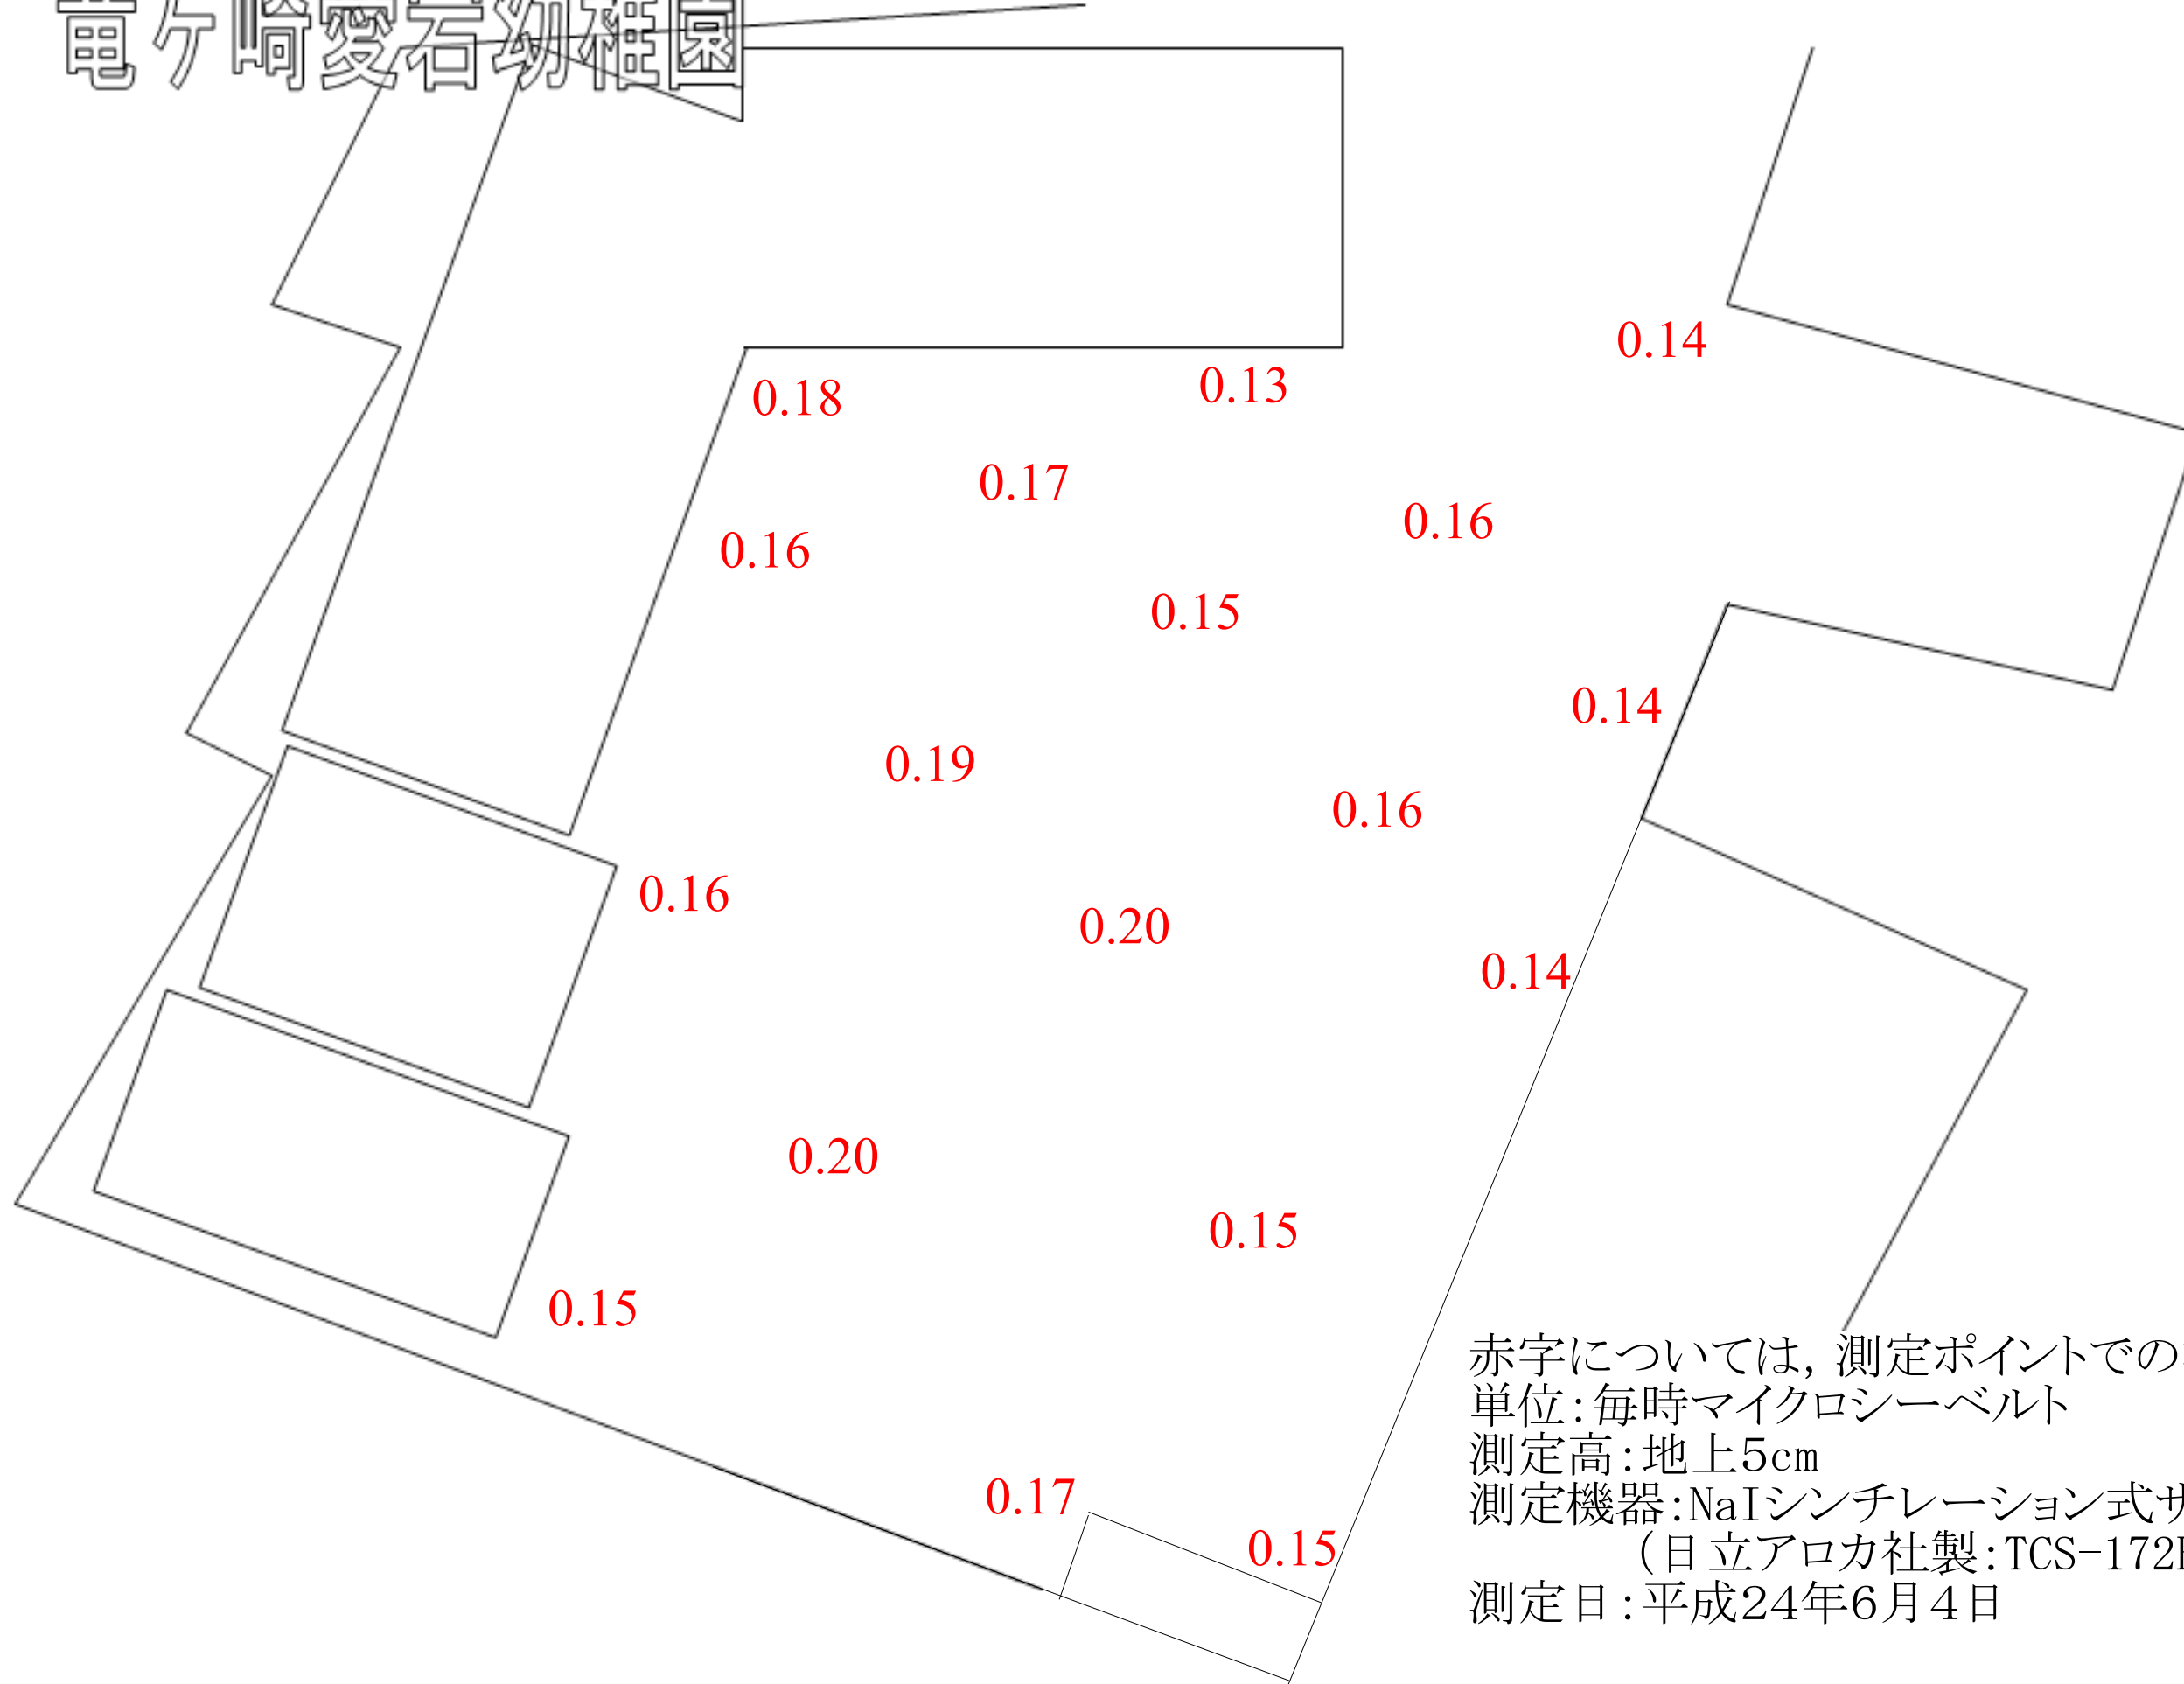 竜ケ崎愛宕幼稚園
0.14
0.18
0.13
0.17
0.16
0.16
0.15
0.14
0.19
0.16
0.16
0.20
0.14
0.20
0.15
0.15
0.17
0.15
赤字については，測定ポイントでの
単位：毎時マイクロシーベルト
測定高：地上5cm
測定機器：NaIシンチレーション式サ
（日立アロカ社製：TCS-172B
測定日：平成24年6月4日